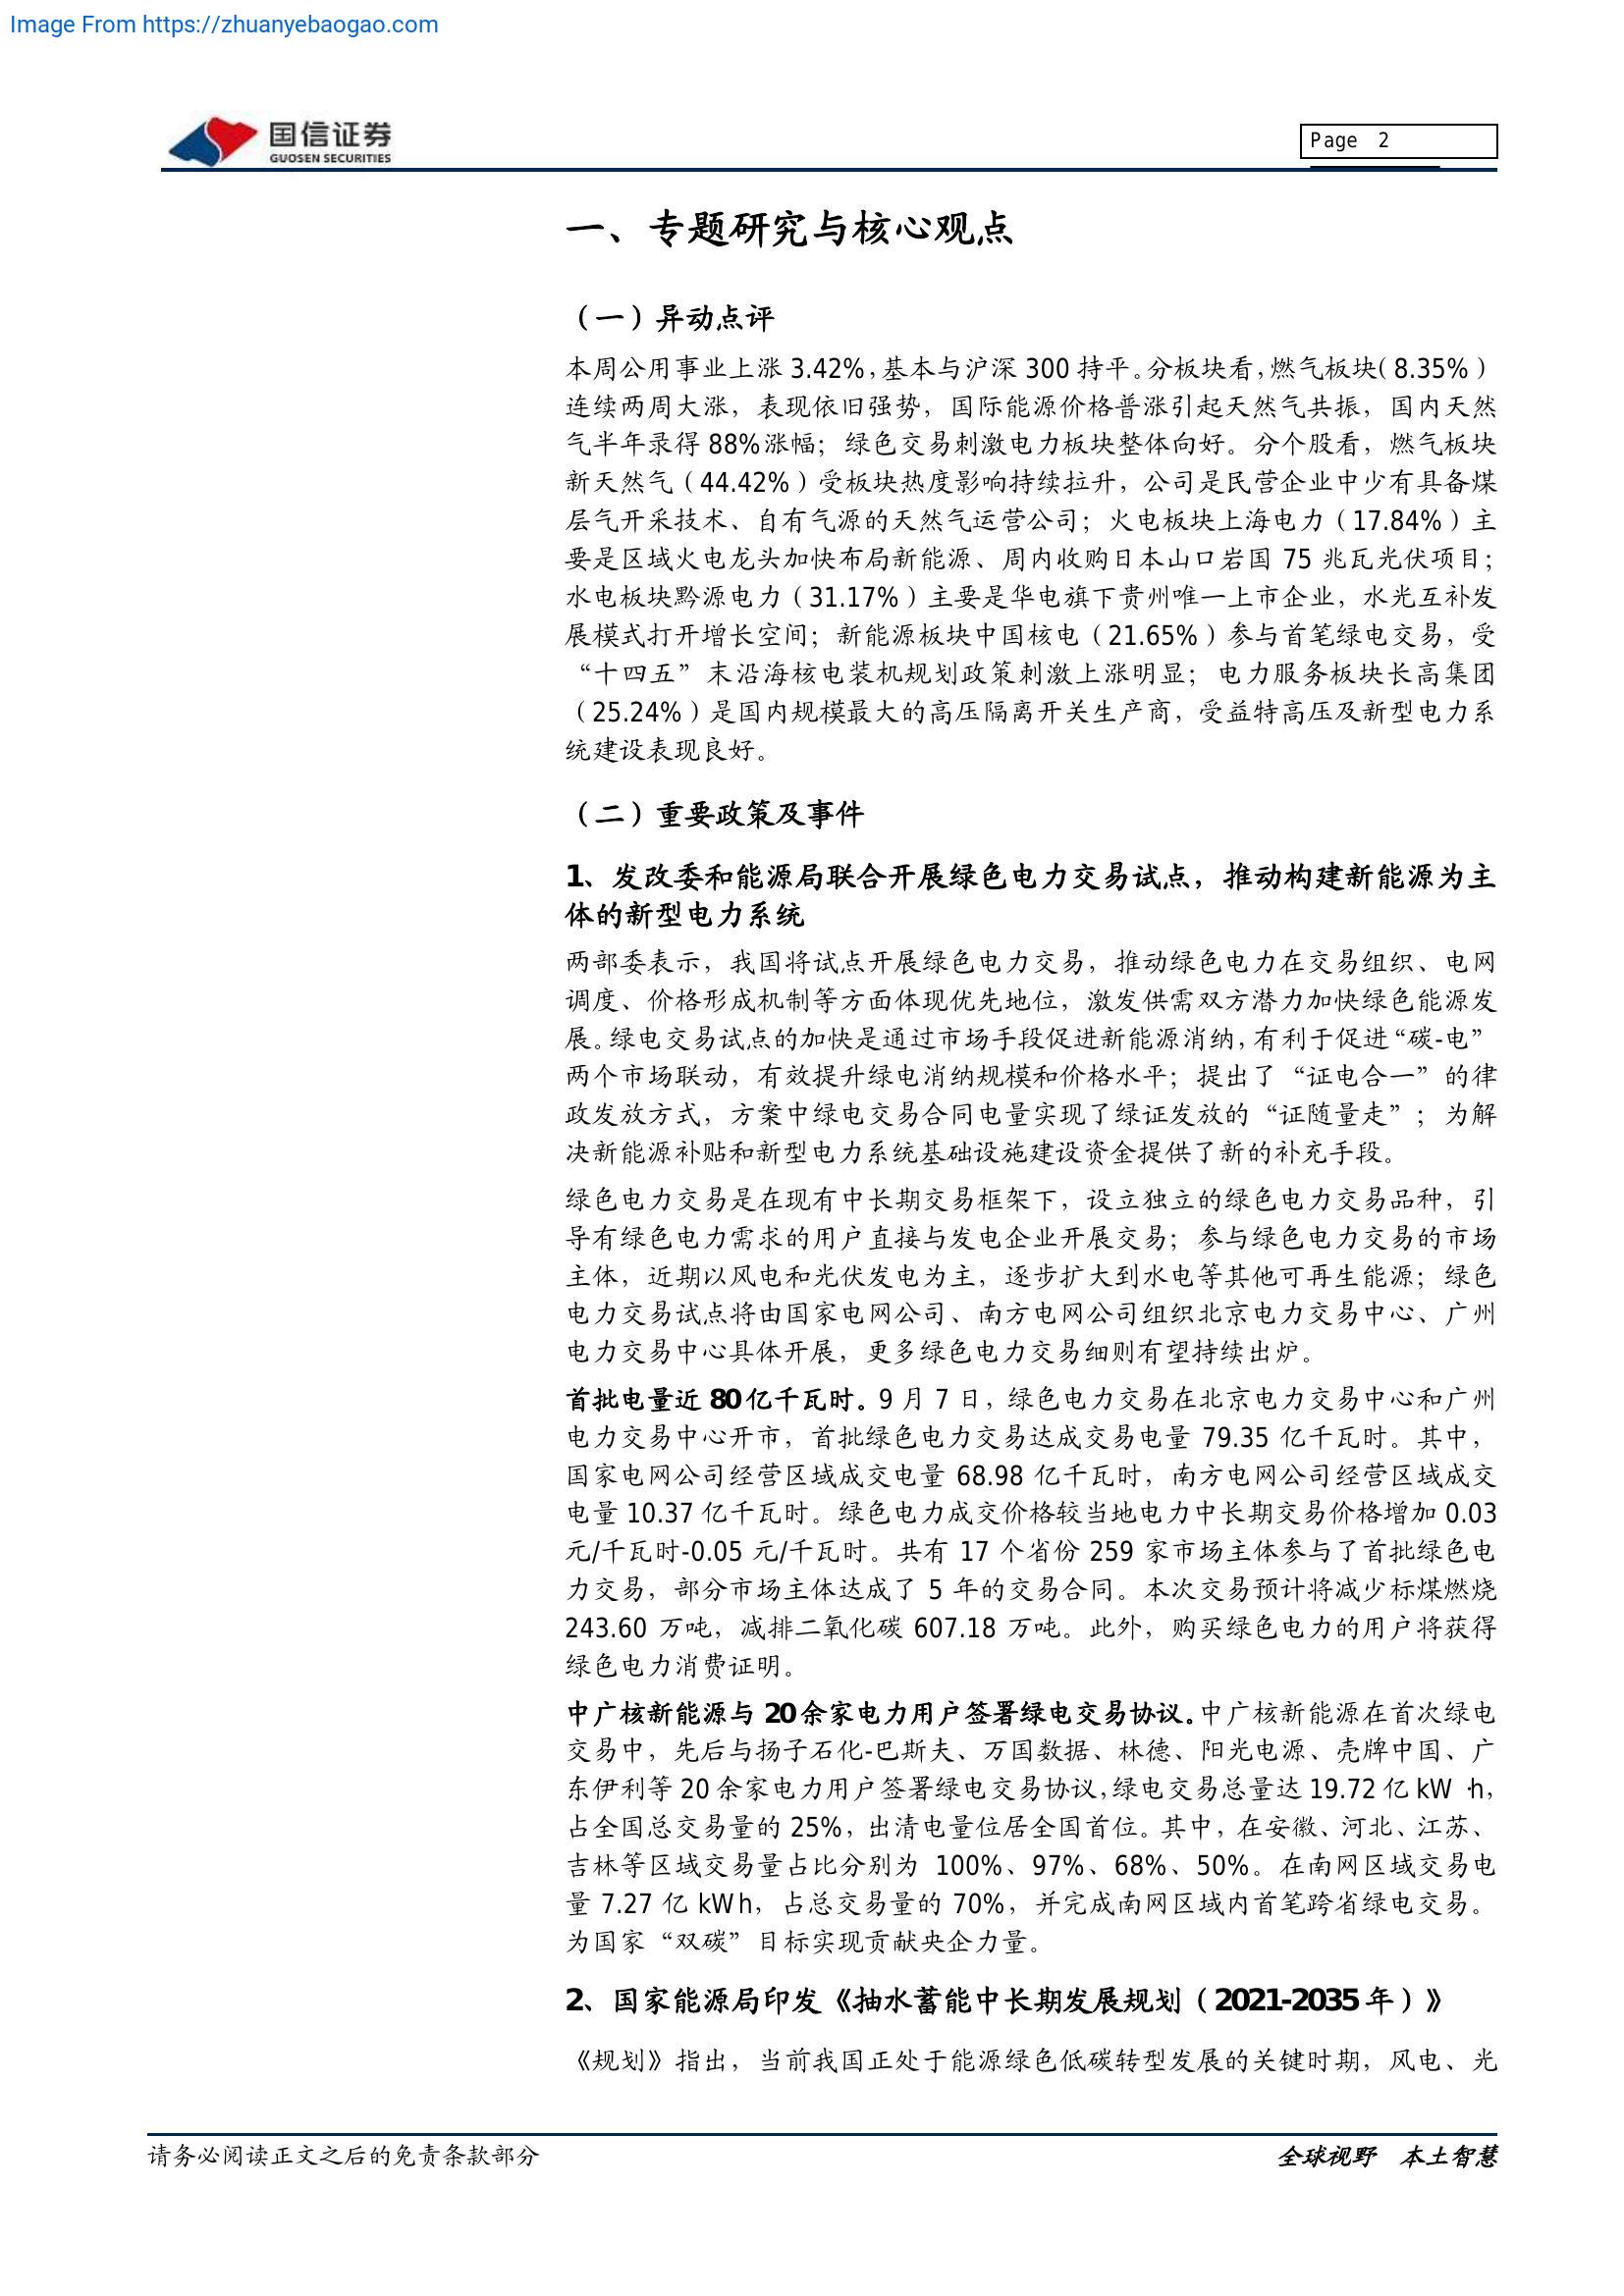 Image From https://zhuanyebaogao.com
国信证券
GUOSEN SECURITIES
Page 2
一、专题研究与核心观点
（一）异动点评
本周公用事业上涨 3.42%，基本与沪深 300 持平。分板块看，燃气板块（8.35%）
连续两周大涨，表现依旧强势，国际能源价格普涨引起天然气共振，国内天然
气半年录得 88%涨幅；绿色交易刺激电力板块整体向好。分个股看，燃气板块
新天然气（44.42%）受板块热度影响持续拉升，公司是民营企业中少有具备煤
层气开采技术、自有气源的天然气运营公司；火电板块上海电力（17.84%）主
要是区域火电龙头加快布局新能源、周内收购日本山口岩国 75 兆瓦光伏项目；
水电板块黔源电力（31.17%）主要是华电旗下贵州唯一上市企业，水光互补发
展模式打开增长空间；新能源板块中国核电（21.65%）参与首笔绿电交易，受
“十四五”末沿海核电装机规划政策刺激上涨明显；电力服务板块长高集团
（25.24%）是国内规模最大的高压隔离开关生产商，受益特高压及新型电力系
统建设表现良好。
（二）重要政策及事件
1、发改委和能源局联合开展绿色电力交易试点，推动构建新能源为主
体的新型电力系统
两部委表示，我国将试点开展绿色电力交易，推动绿色电力在交易组织、电网
调度、价格形成机制等方面体现优先地位，激发供需双方潜力加快绿色能源发
展。绿电交易试点的加快是通过市场手段促进新能源消纳，有利于促进“碳-电”
两个市场联动，有效提升绿电消纳规模和价格水平；提出了“证电合一”的律
政发放方式，方案中绿电交易合同电量实现了绿证发放的“证随量走”；为解
决新能源补贴和新型电力系统基础设施建设资金提供了新的补充手段。
绿色电力交易是在现有中长期交易框架下，设立独立的绿色电力交易品种，引
导有绿色电力需求的用户直接与发电企业开展交易；参与绿色电力交易的市场
主体，近期以风电和光伏发电为主，逐步扩大到水电等其他可再生能源；绿色
电力交易试点将由国家电网公司、南方电网公司组织北京电力交易中心、广州
电力交易中心具体开展，更多绿色电力交易细则有望持续出炉。
首批电量近 80 亿千瓦时。9 月 7 日，绿色电力交易在北京电力交易中心和广州
电力交易中心开市，首批绿色电力交易达成交易电量 79.35 亿千瓦时。其中，
国家电网公司经营区域成交电量 68.98 亿千瓦时，南方电网公司经营区域成交
电量 10.37 亿千瓦时。绿色电力成交价格较当地电力中长期交易价格增加 0.03
元/千瓦时-0.05 元/千瓦时。共有 17 个省份 259 家市场主体参与了首批绿色电
力交易，部分市场主体达成了 5 年的交易合同。本次交易预计将减少标煤燃烧
243.60 万吨，减排二氧化碳 607.18 万吨。此外，购买绿色电力的用户将获得
绿色电力消费证明。
中广核新能源与 20 余家电力用户签署绿电交易协议。中广核新能源在首次绿电
交易中，先后与扬子石化-巴斯夫、万国数据、林德、阳光电源、壳牌中国、广
东伊利等 20 余家电力用户签署绿电交易协议，绿电交易总量达 19.72 亿 kW·h，
占全国总交易量的 25%，出清电量位居全国首位。其中，在安徽、河北、江苏、
吉林等区域交易量占比分别为 100%、97%、68%、50%。在南网区域交易电
量 7.27 亿 kWh，占总交易量的 70%，并完成南网区域内首笔跨省绿电交易。
为国家“双碳”目标实现贡献央企力量。
2、国家能源局印发《抽水蓄能中长期发展规划（2021-2035 年）》
《规划》指出，当前我国正处于能源绿色低碳转型发展的关键时期，风电、光
请务必阅读正文之后的免责条款部分
全球视野 本土智慧